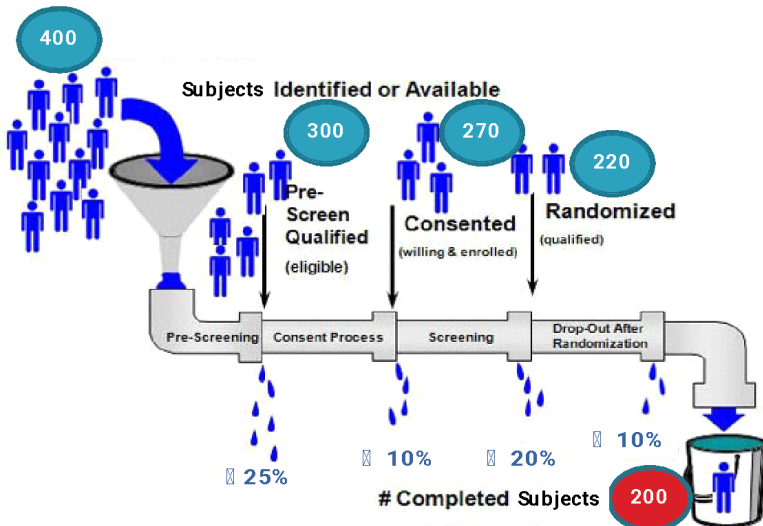 400
Subjects Identified or Available
300
270
220
Pre-
Screen
Qualified
(eligible)
Consented
(willing & enrolled)
Randomized
(qualified)
Pre-Screening
Consent Process
Screening
Drop-Out After
Randomization
25%
10%
20%
10%
# Completed Subjects
200